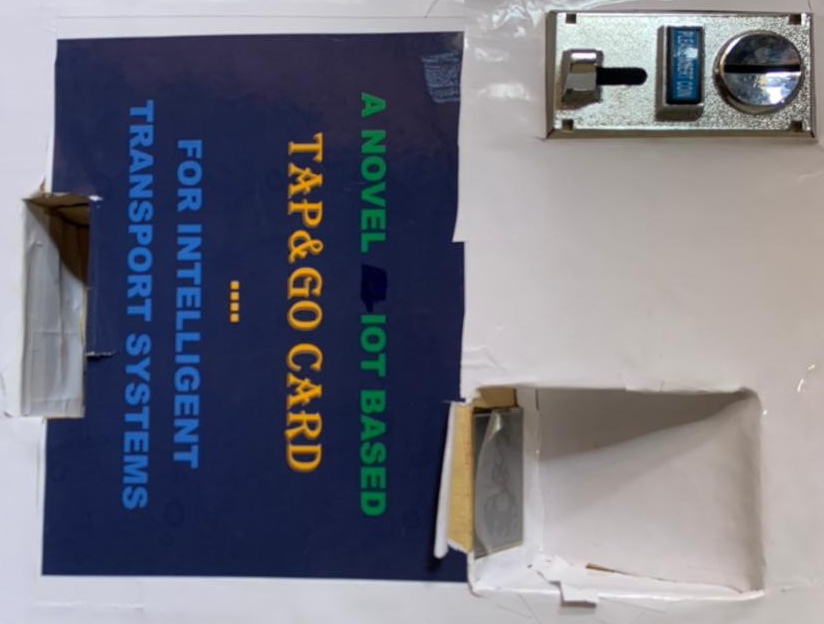 A NOVEL IOT BASED
TAP&GO CARD
....
FOR INTELLIGENT
TRANSPORT SYSTEMS